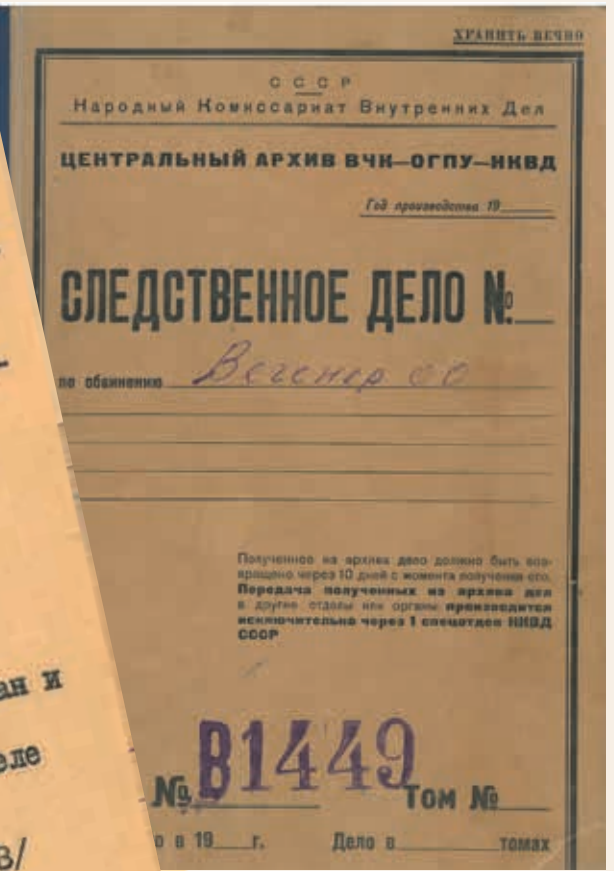 ХРАНИТЬ ВЕЧНО
СССР
Народный Комиссариат Внутренних Дел
ЦЕНТРАЛЬНЫЙ АРХИВ ВЧК—ОГПУ—НКВД
Год производства 19
СЛЕДСТВЕННОЕ ДЕЛО №
по обвинению Вегенер
Полученное из архива дело должно быть воз-
вращено через 10 дней с момента получения его.
Передача полученных из архива дел
в другие отделы или органы производится
исключительно через 1 спецотдел НКВД
СССР
ан и
еле
в/
№ В1449 Том №
о в 19 г. Дело в томах